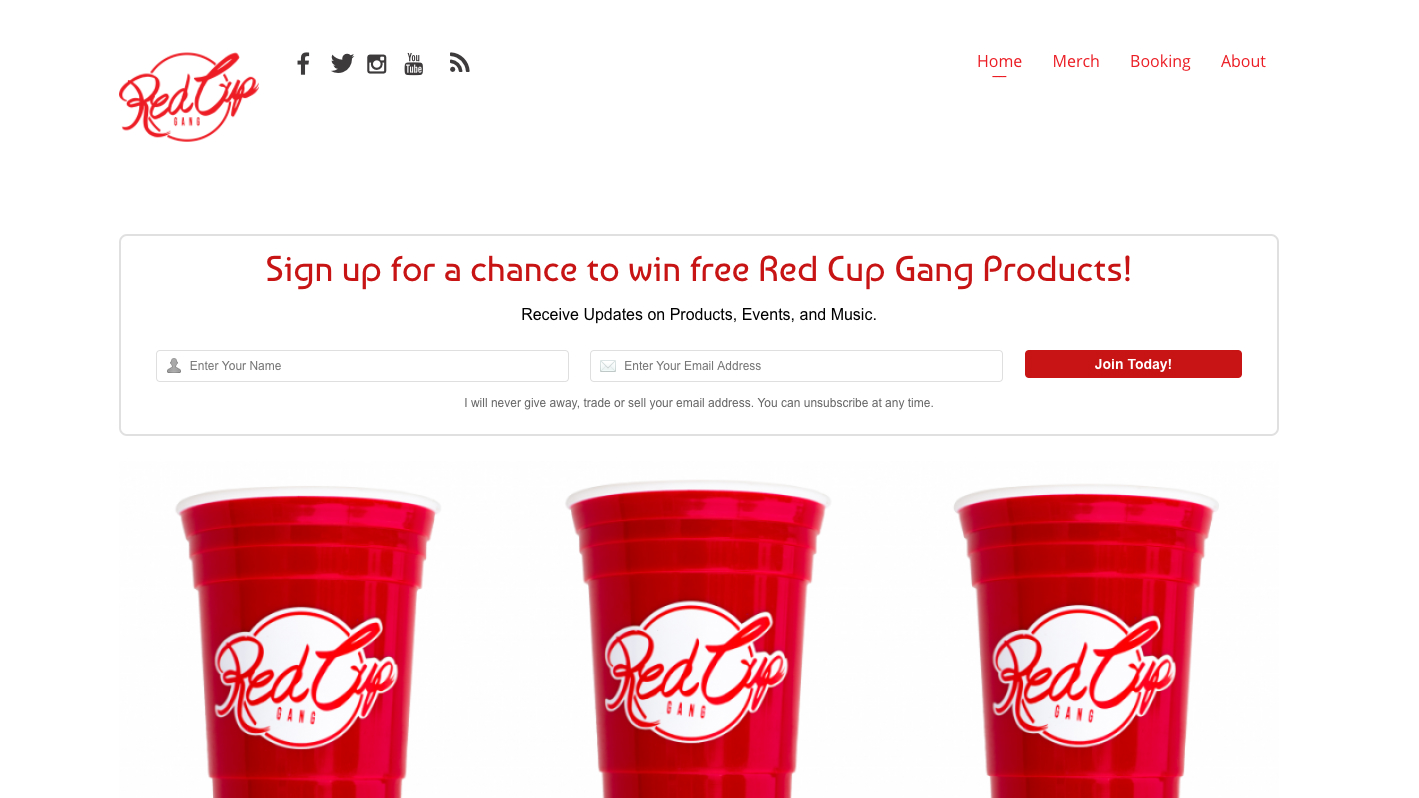 Red Cup
GANG
You
Tube
Home
Merch
Booking
About
Sign up for a chance to win free Red Cup Gang Products!
Receive Updates on Products, Events, and Music.
Enter Your Name
Enter Your Email Address
Join Today!
I will never give away, trade or sell your email address. You can unsubscribe at any time.
Red Cup
GANG
Red Cup
GANG
Red Cup
GANG